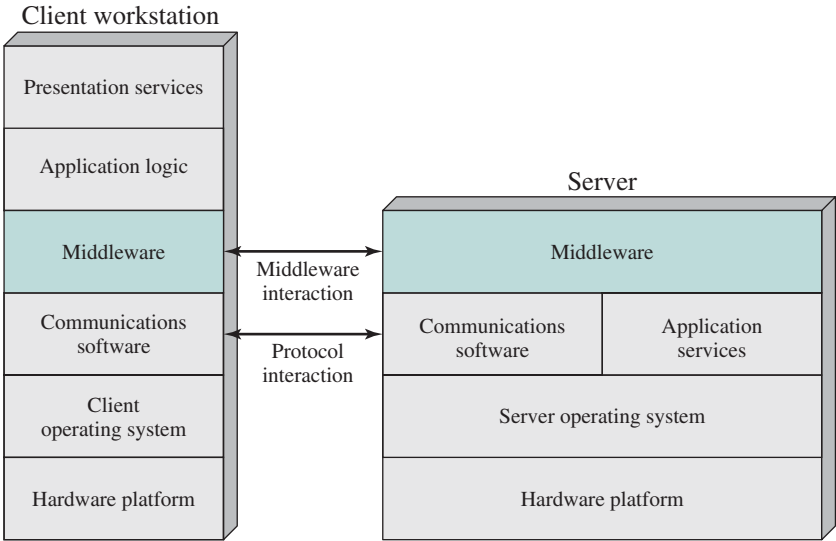 Client workstation
Presentation services
Application logic
Middleware
Communications
software
Client
operating system
Hardware platform
Middleware
interaction
Protocol
interaction
Server
Middleware
Communications
software
Application
services
Server operating system
Hardware platform